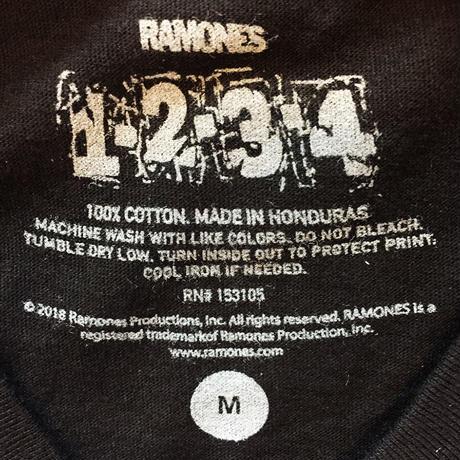 RAMONES
1-2-3-4
100% COTTON. MADE IN HONDURAS
MACHINE WASH WITH LIKE COLORS. DO NOT BLEACH.
TUMBLE DRY LOW. TURN INSIDE OUT TO PROTECT PRINT.
COOL IRON IF NEEDED.
RN# 153105
© 2018 Ramones Productions, Inc. All rights reserved. RAMONES is a
registered trademarkof Ramones Production, Inc.
www.ramones.com
M